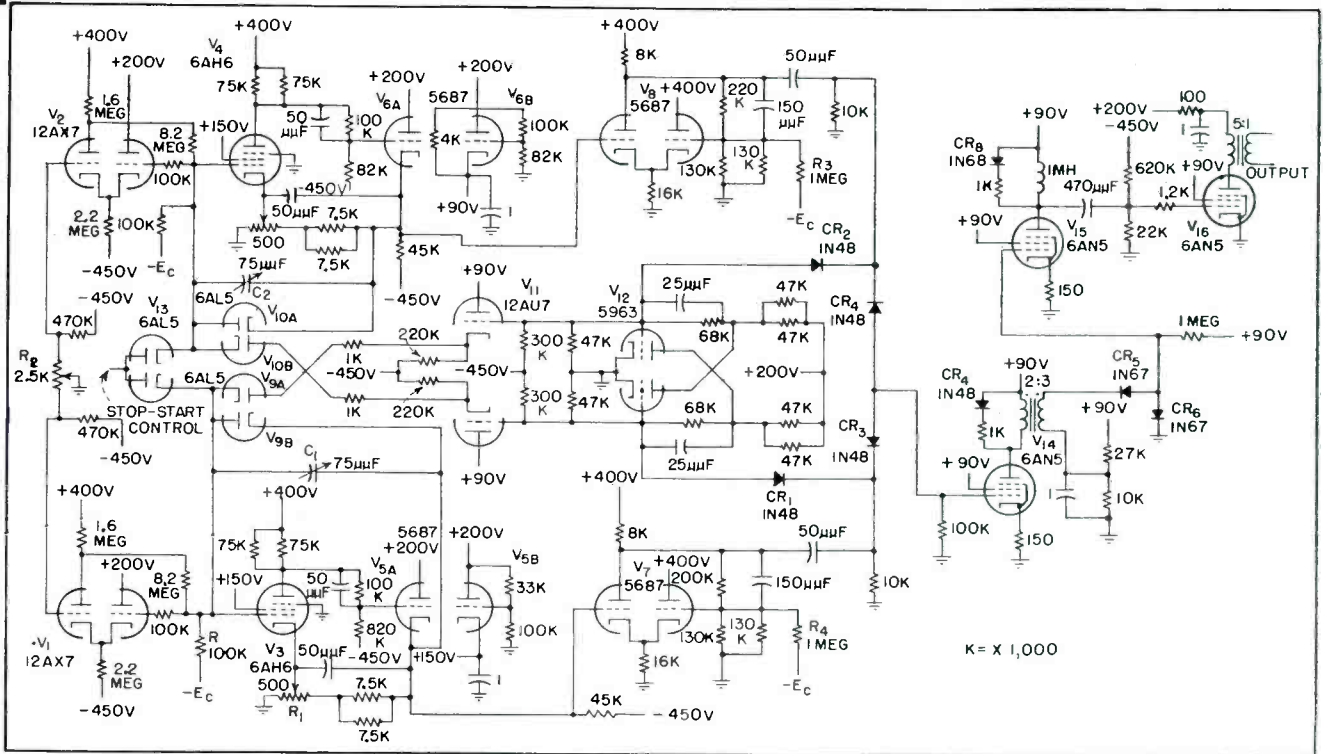 +400V
+200V
V4
6AH6
+400V
75K
75K
1.6
MEG
V2
12AX7
8.2
MEG
+150V
100K
50
μμF
100
K
82K
+200V
V6A
5687
+200V
V6B
4K
100K
82K
+90V
1
-450V
50μμF
7.5K
7.5K
500
45K
-450V
2.2
MEG
100K
-450V
-EC
75μμF
C2
6AL5
V10A
V10B
V13
6AL5
-450V
470K
R2
2.5K
STOP-START
CONTROL
470K
-450V
6AL5
V9A
V9B
1K
1K
C1
75μμF
+90V
V11
12AU7
220K
-450V
-450V
220K
+90V
300
K
300
K
47K
47K
V12
5963
25μμF
68K
68K
25μμF
47K
47K
+200V
47K
47K
+400V
8K
V8
5687
+400V
220
K
150
μμF
50μμF
10K
130K
130
K
R3
1MEG
16K
-EC
CR2
1N48
CR4
1N48
CR3
1N48
CR1
1N48
+400V
1.6
MEG
+200V
8.2
MEG
100K
V1
12AX7
2.2
MEG
-450V
R
100K
-EC
+400V
75K
75K
+150V
50
μμF
100
K
820
K
-450V
V3
6AH6
50μμF
500
R1
7.5K
7.5K
5687
V5A
+200V
+200V
V5B
33K
100K
+150V
1
45K
-450V
+400V
8K
V7
5687
+400V
200K
150μμF
50μμF
10K
130K
130
K
R4
1MEG
16K
-EC
+90V
CR8
1N68
1K
1MH
+90V
V15
6AN5
150
470μμF
+200V
-450V
620K
1.2K
22K
100
1
5:1
OUTPUT
+90V
V16
6AN5
1MEG
+90V
+90V
2:3
CR4
1N48
1K
CR5
1N67
CR6
1N67
+90V
27K
10K
1
V14
6AN5
+90V
100K
150
K = X 1,000